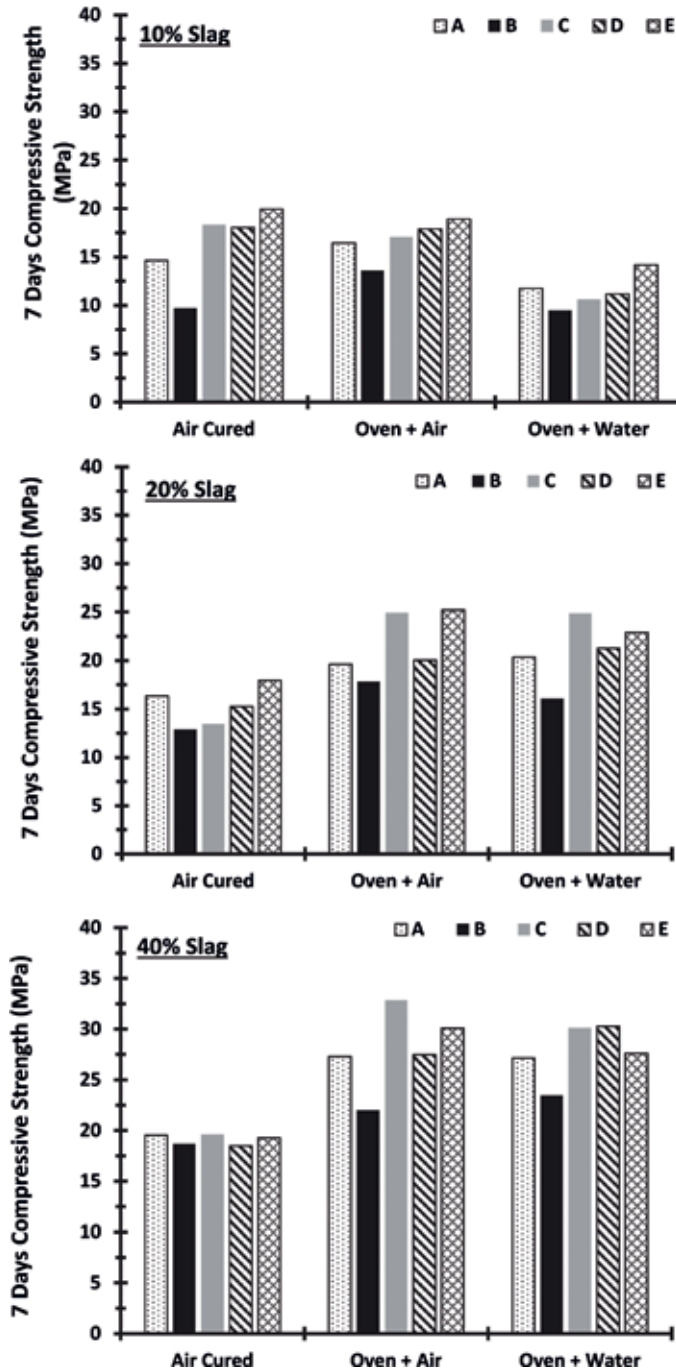 40
10% Slag
A B C D E
35
30
25
20
15
10
5
0
7 Days Compressive Strength
(MPa)
Air Cured Oven + Air Oven + Water
40
20% Slag
A B C D E
35
30
25
20
15
10
5
0
7 Days Compressive Strength (MPa)
Air Cured Oven + Air Oven + Water
40
40% Slag
A B C D E
35
30
25
20
15
10
5
0
7 Days Compressive Strength (MPa)
Air Cured Oven + Air Oven + Water